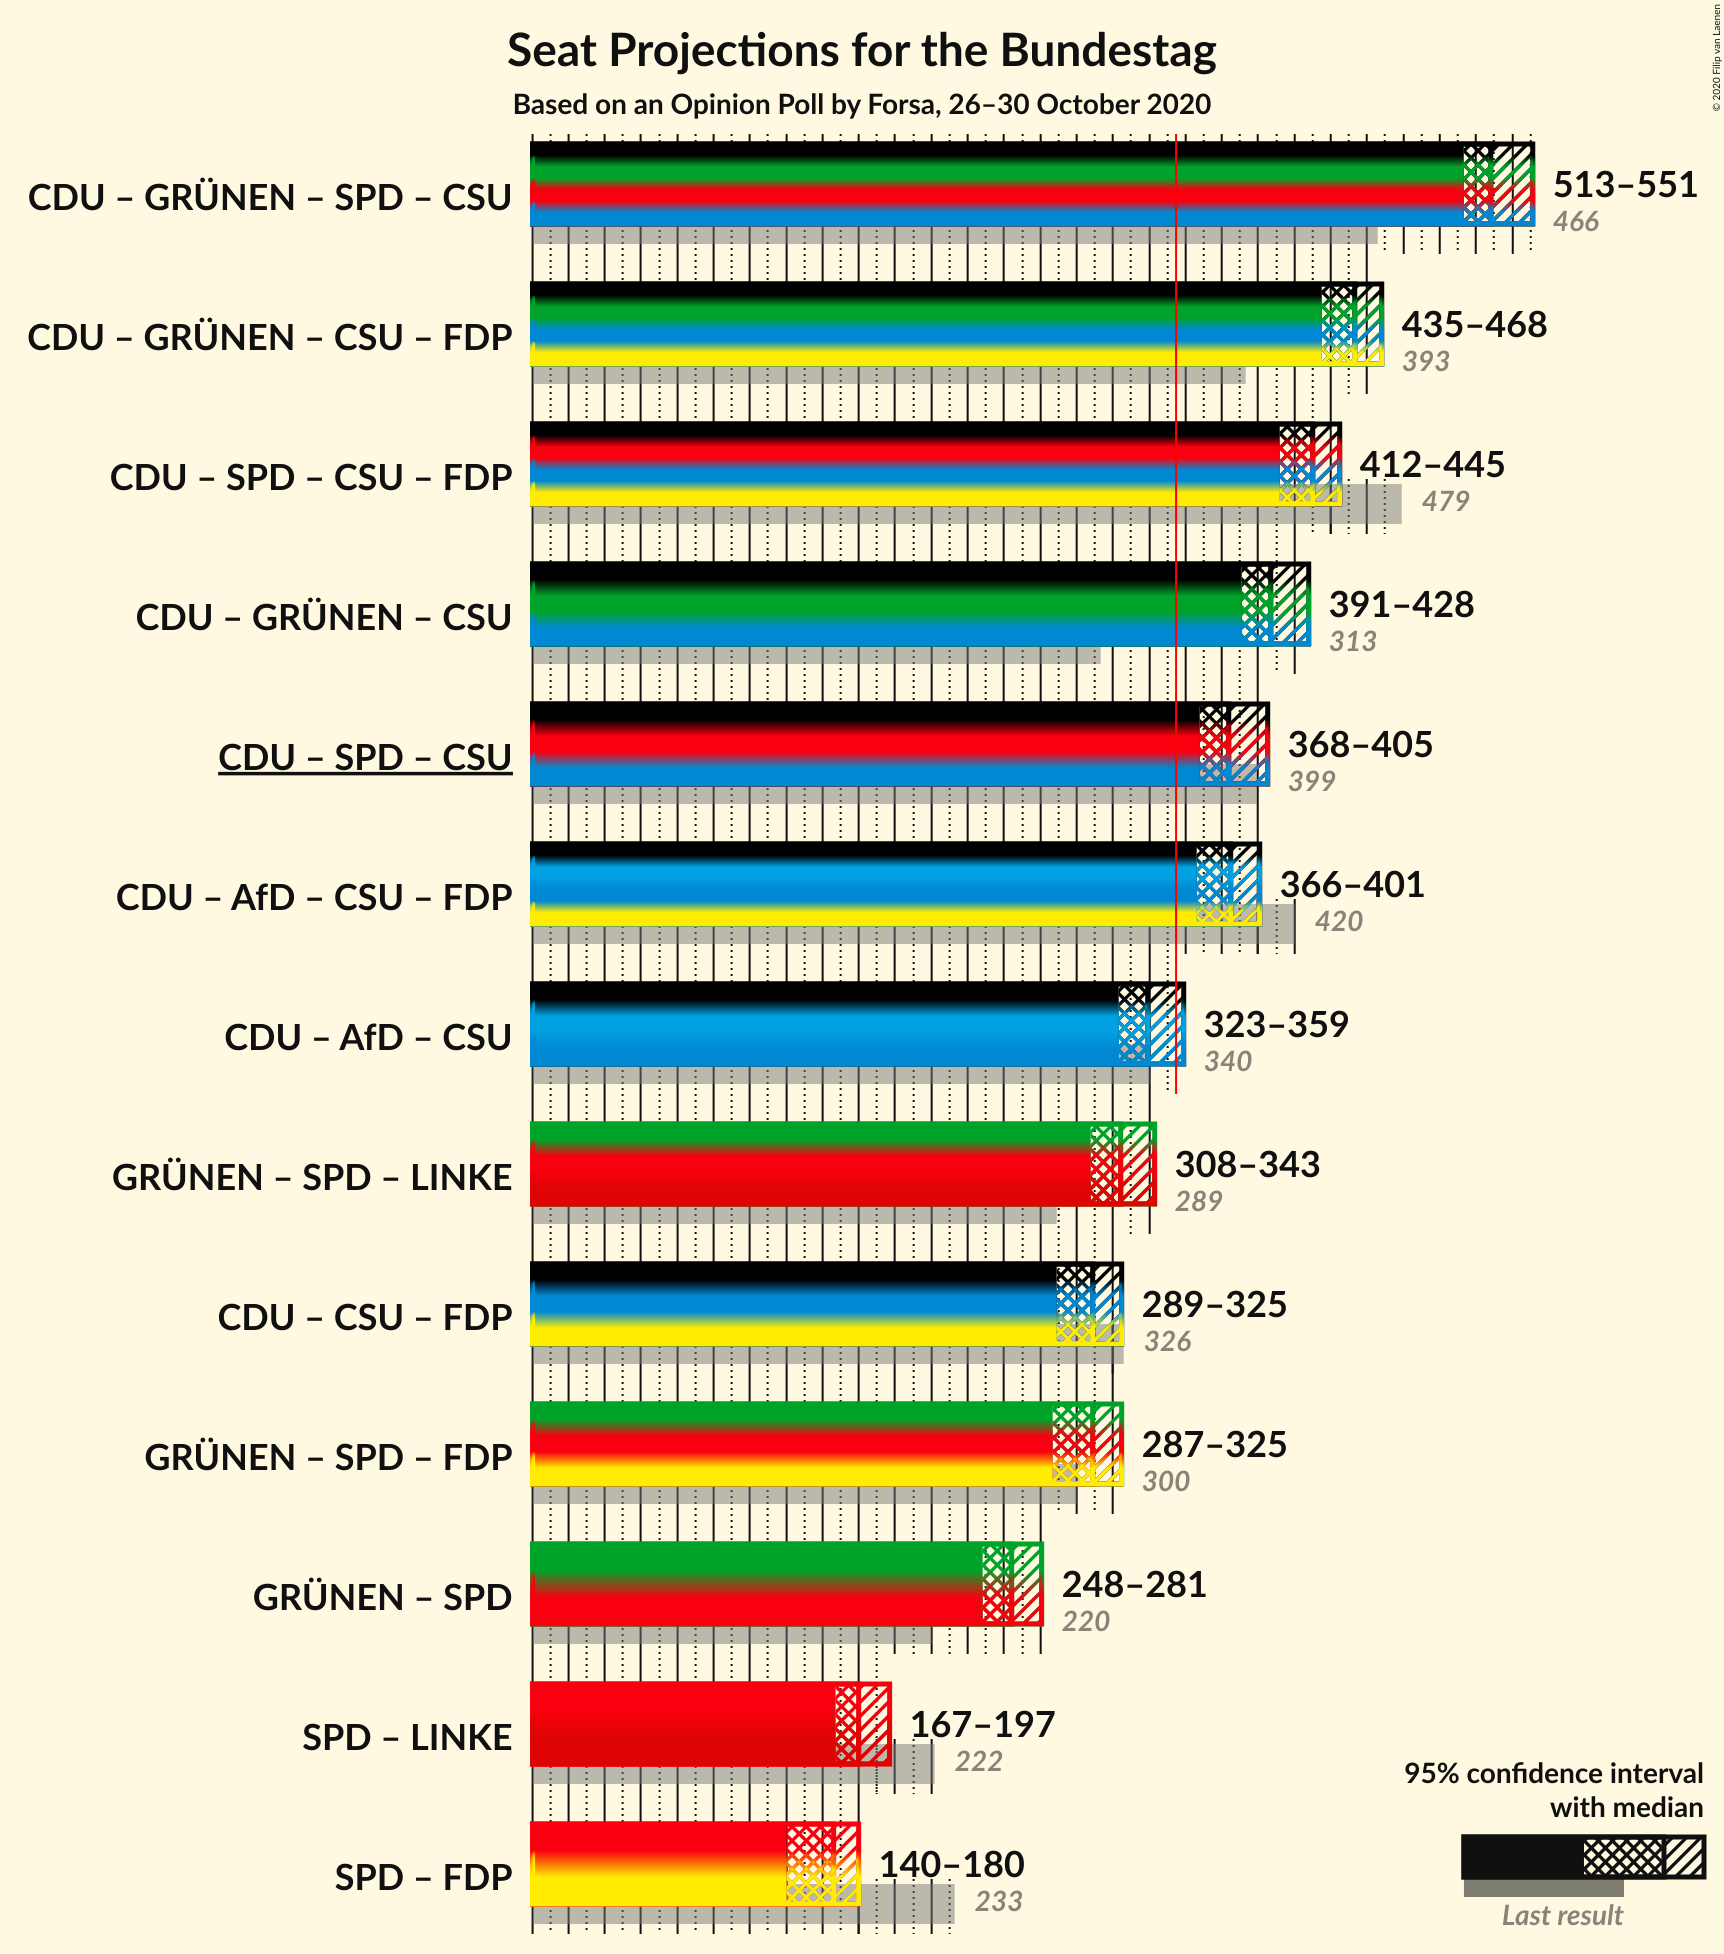 Seat Projections for the Bundestag
Based on an Opinion Poll by Forsa, 26–30 October 2020
© 2020 Filip van Laenen
CDU – GRÜNEN – SPD – CSU
513–551
466
CDU – GRÜNEN – CSU – FDP
435–468
393
CDU – SPD – CSU – FDP
412–445
479
CDU – GRÜNEN – CSU
391–428
313
CDU – SPD – CSU
368–405
399
CDU – AfD – CSU – FDP
366–401
420
CDU – AfD – CSU
323–359
340
GRÜNEN – SPD – LINKE
308–343
289
CDU – CSU – FDP
289–325
326
GRÜNEN – SPD – FDP
287–325
300
GRÜNEN – SPD
248–281
220
SPD – LINKE
167–197
222
SPD – FDP
140–180
233
95% confidence interval
with median
Last result